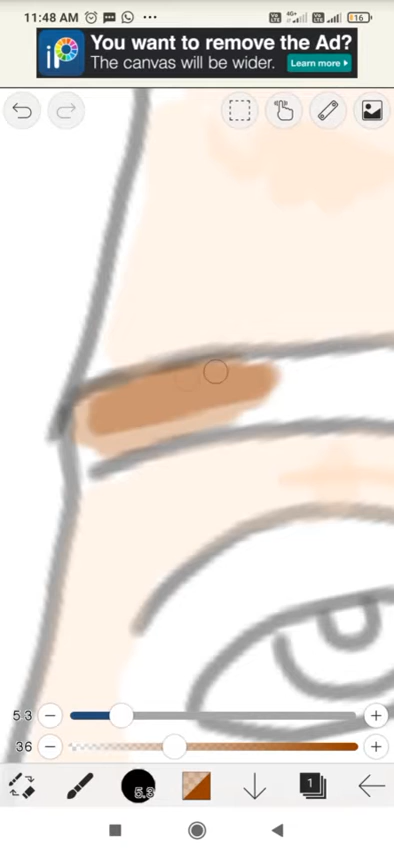 11:48 AM
16
You want to remove the Ad?
The canvas will be wider. Learn more
5.3
36
5.3
1